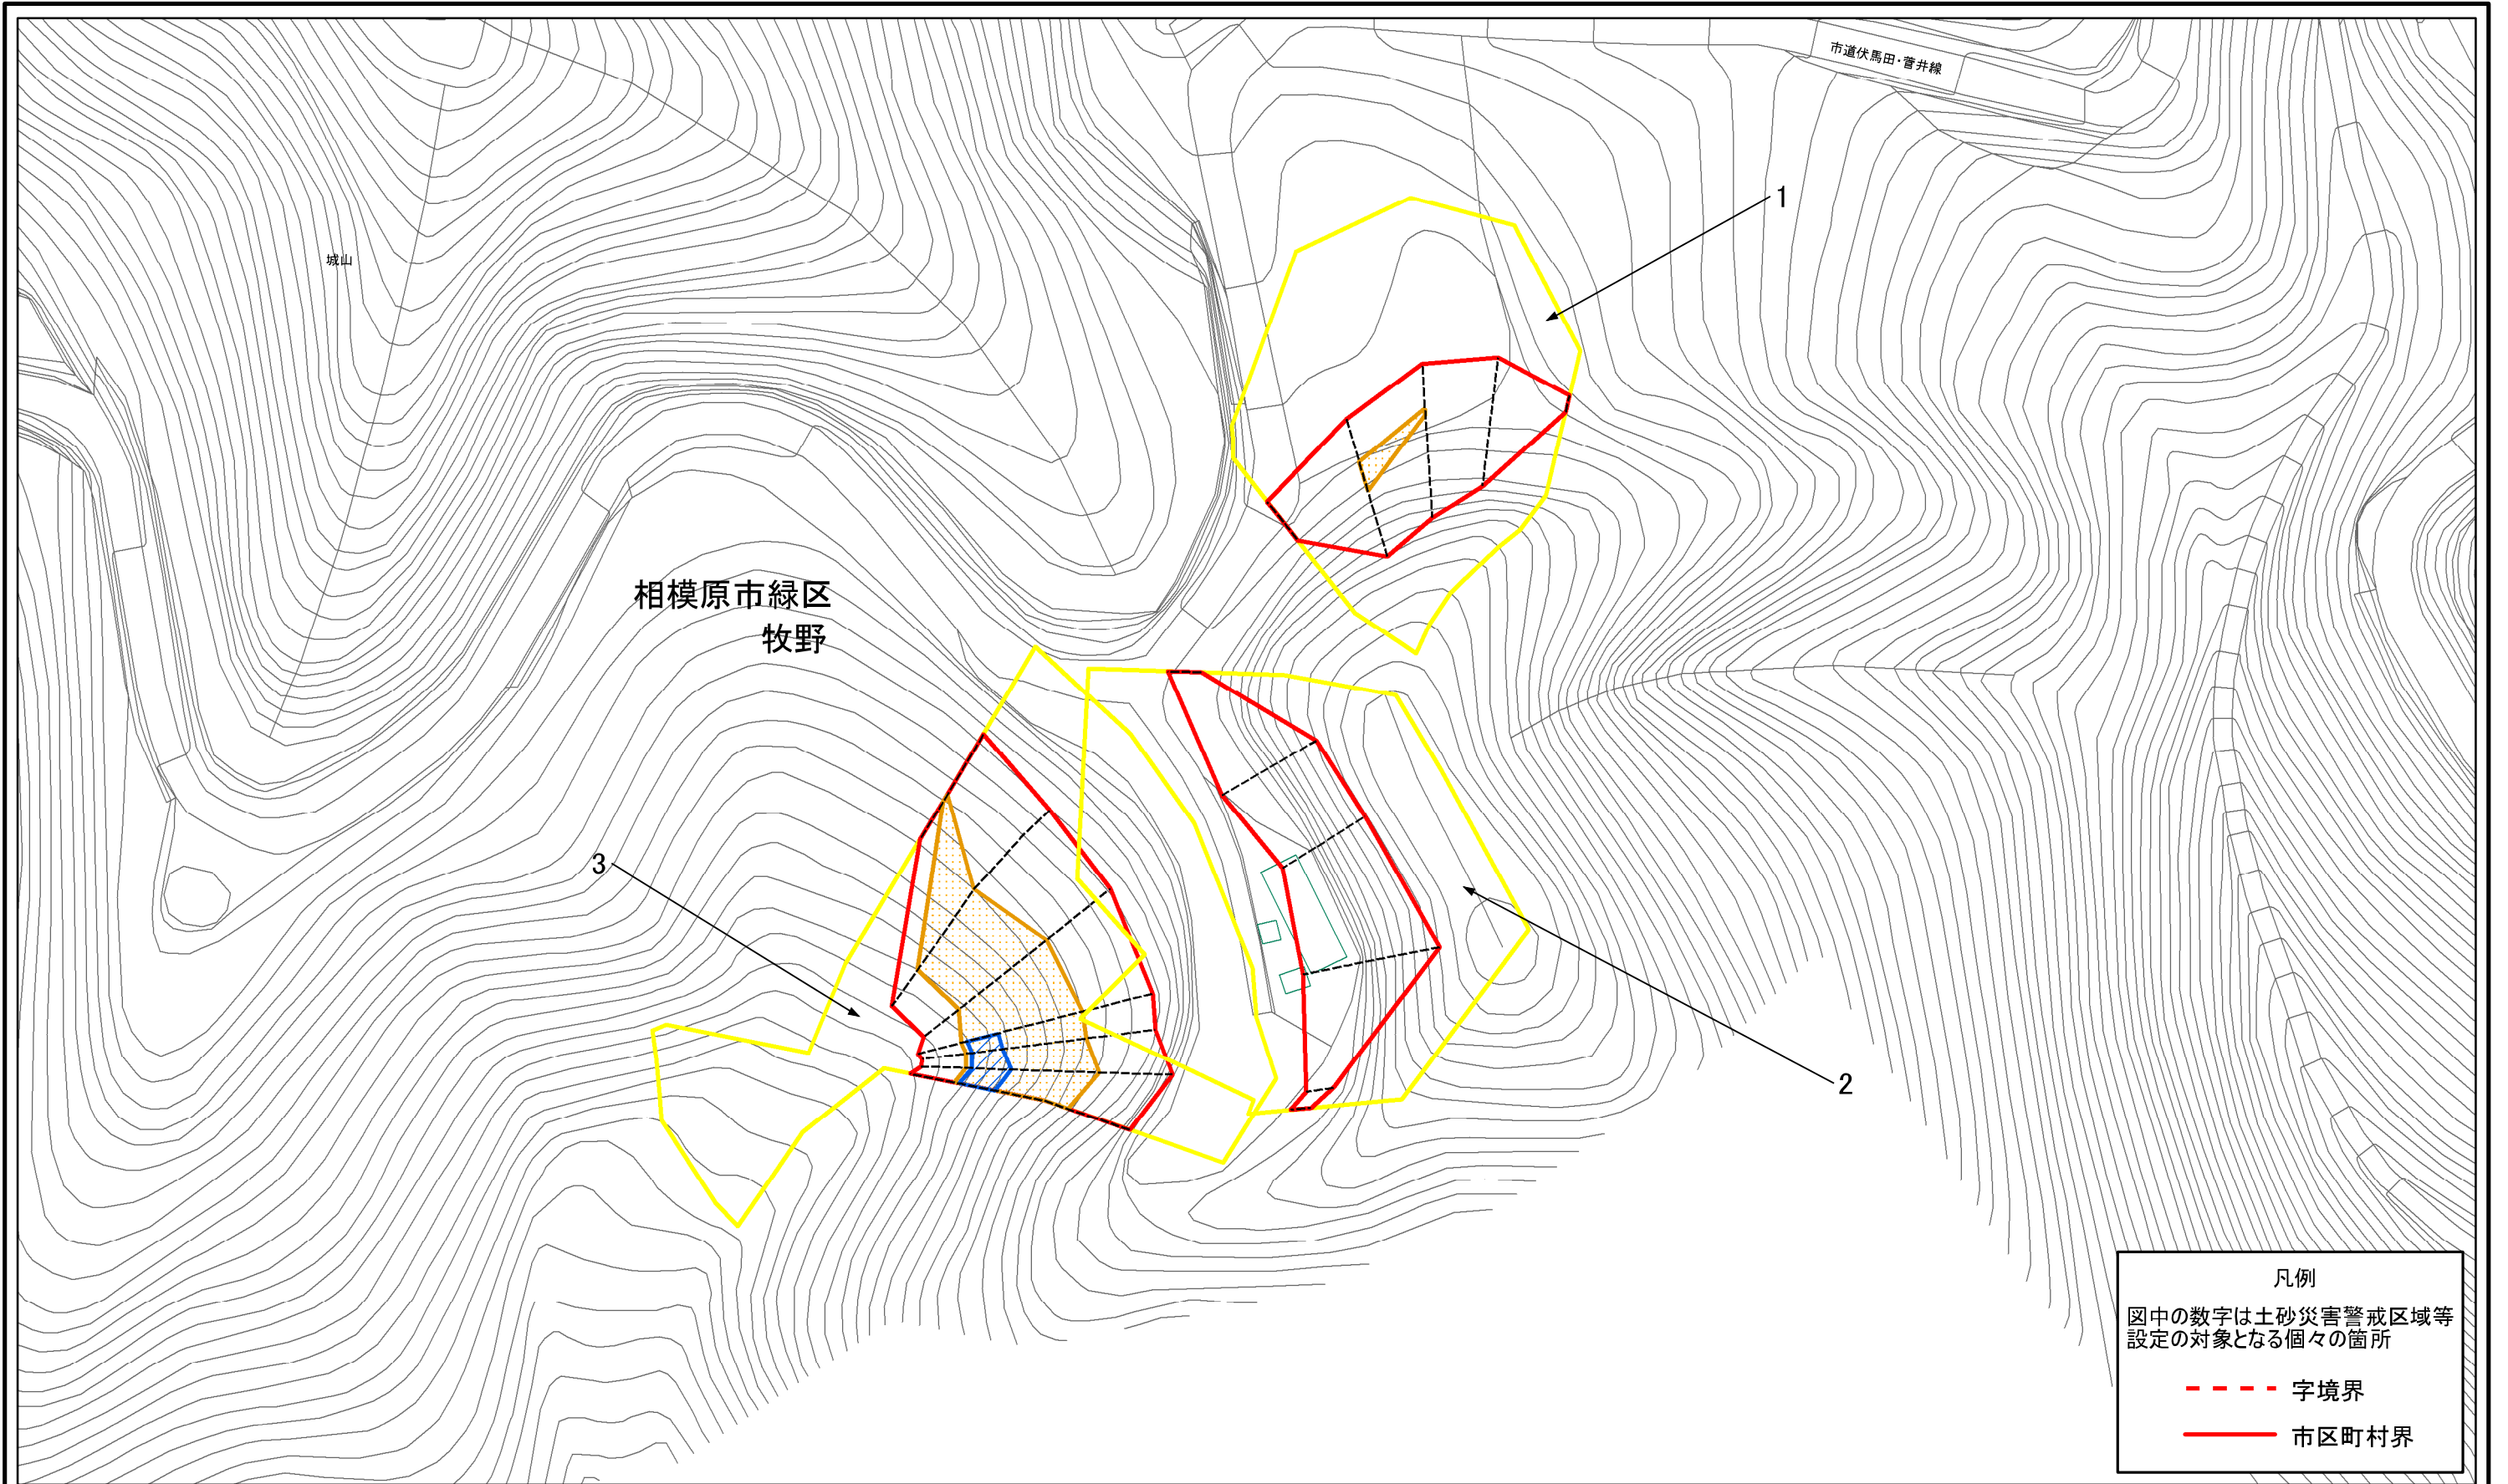 市道伏馬田・菅井線
1
城山
相模原市緑区
牧野
3
2
凡例
図中の数字は土砂災害警戒区域等
設定の対象となる個々の箇所
字境界
市区町村界